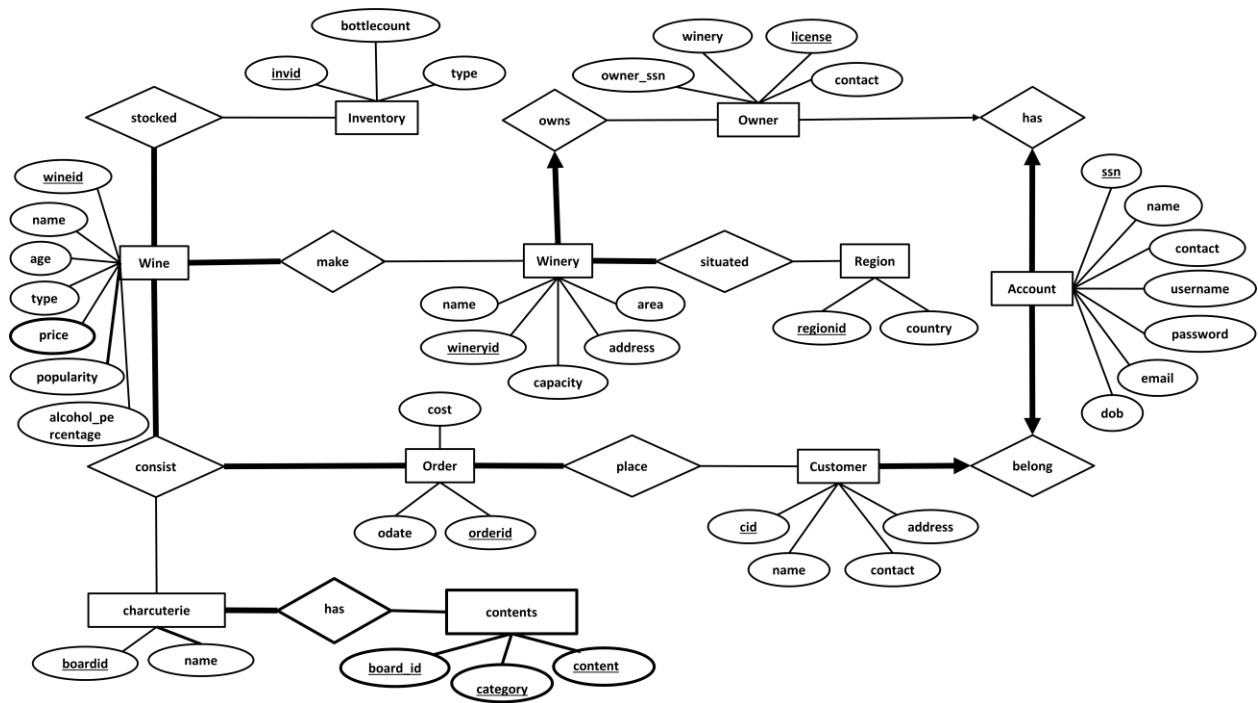 bottlecount
winery
license
invid
type
owner_ssn
contact
stocked
Inventory
owns
Owner
has
wineid
ssn
name
name
age
Wine
make
Winery
situated
Region
contact
type
name
area
Account
username
price
wineryid
address
regionid
country
password
popularity
capacity
email
alcohol_pe
rcentage
cost
dob
consist
Order
place
Customer
belong
odate
orderid
cid
address
name
contact
charcuterie
has
contents
boardid
name
board_id
content
category